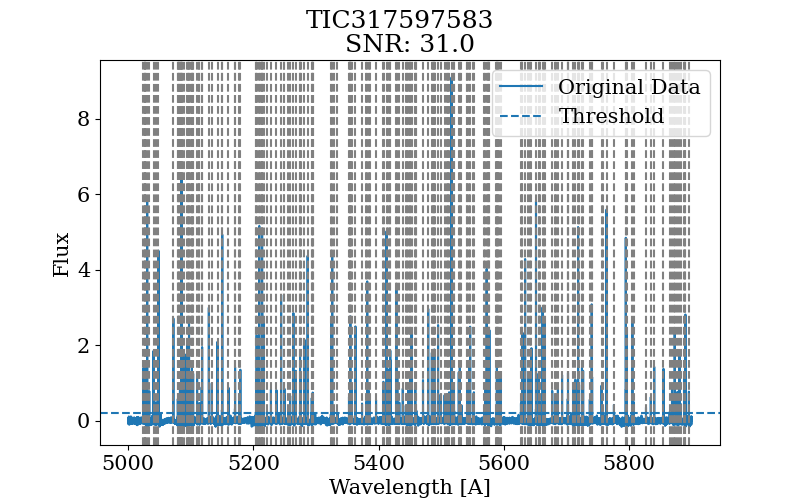 TIC317597583
SNR: 31.0
Original Data
Threshold
8
6
4
2
0
Flux
5000 5200 5400 5600 5800
Wavelength [A]